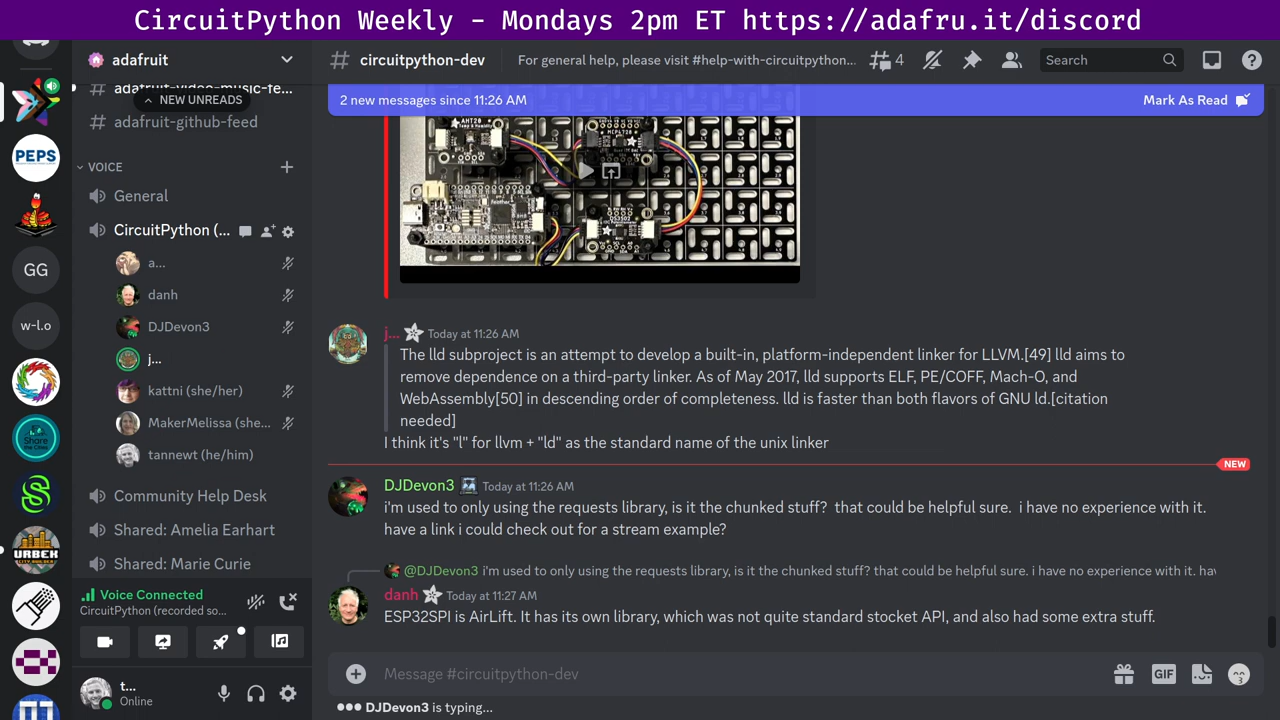 CircuitPython Weekly - Mondays 2pm ET https://adafru.it/discord
adafruit
circuitpython-dev
For general help, please visit #help-with-circuitpython...
4
Search
adafruit-video-music-fe...
NEW UNREADS
2 new messages since 11:26 AM
Mark As Read
adafruit-github-feed
VOICE
PEPS
General
CircuitPython (...
a...
GG
danh
DJDevon3
w-l.o
j...
kattni (she/her)
MakerMelissa (she...
tannewt (he/him)
Community Help Desk
Shared: Amelia Earhart
Shared: Marie Curie
URBEX
Voice Connected
CircuitPython (recorded so...
t...
Online
j... Today at 11:26 AM
The lld subproject is an attempt to develop a built-in, platform-independent linker for LLVM.[49] lld aims to
remove dependence on a third-party linker. As of May 2017, lld supports ELF, PE/COFF, Mach-O, and
WebAssembly[50] in descending order of completeness. lld is faster than both flavors of GNU ld.[citation
needed]
I think it's "l" for llvm + "ld" as the standard name of the unix linker
NEW
DJDevon3 Today at 11:26 AM
i'm used to only using the requests library, is it the chunked stuff?  that could be helpful sure.  i have no experience with it.
have a link i could check out for a stream example?
@DJDevon3 i'm used to only using the requests library, is it the chunked stuff? that could be helpful sure. i have no experience with it. hav
danh Today at 11:27 AM
ESP32SPI is AirLift. It has its own library, which was not quite standard stocket API, and also had some extra stuff.
Message #circuitpython-dev
GIF
DJDevon3 is typing...